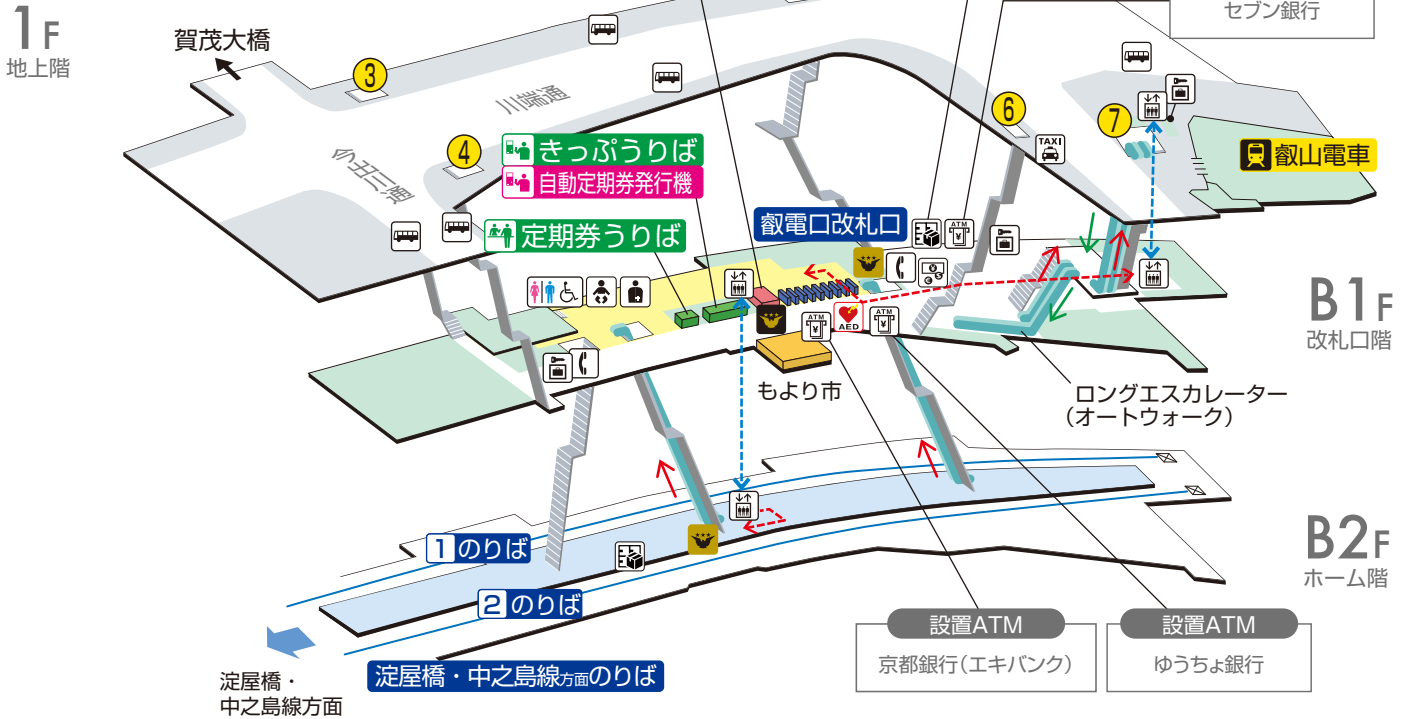 1F
地上階
賀茂大橋
セブン銀行
3
川端通
4
今出川通
6
7
TAXI
叡山電車
きっぷうりば
自動定期券発行機
定期券うりば
叡電口改札口
ATM
¥
B1F
改札口階
ATM
¥
AED
ATM
¥
もより市
ロングエスカレーター
(オートウォーク)
1 のりば
2 のりば
B2F
ホーム階
淀屋橋・中之島線方面のりば
淀屋橋・
中之島線方面
設置ATM
京都銀行(エキバンク)
設置ATM
ゆうちょ銀行